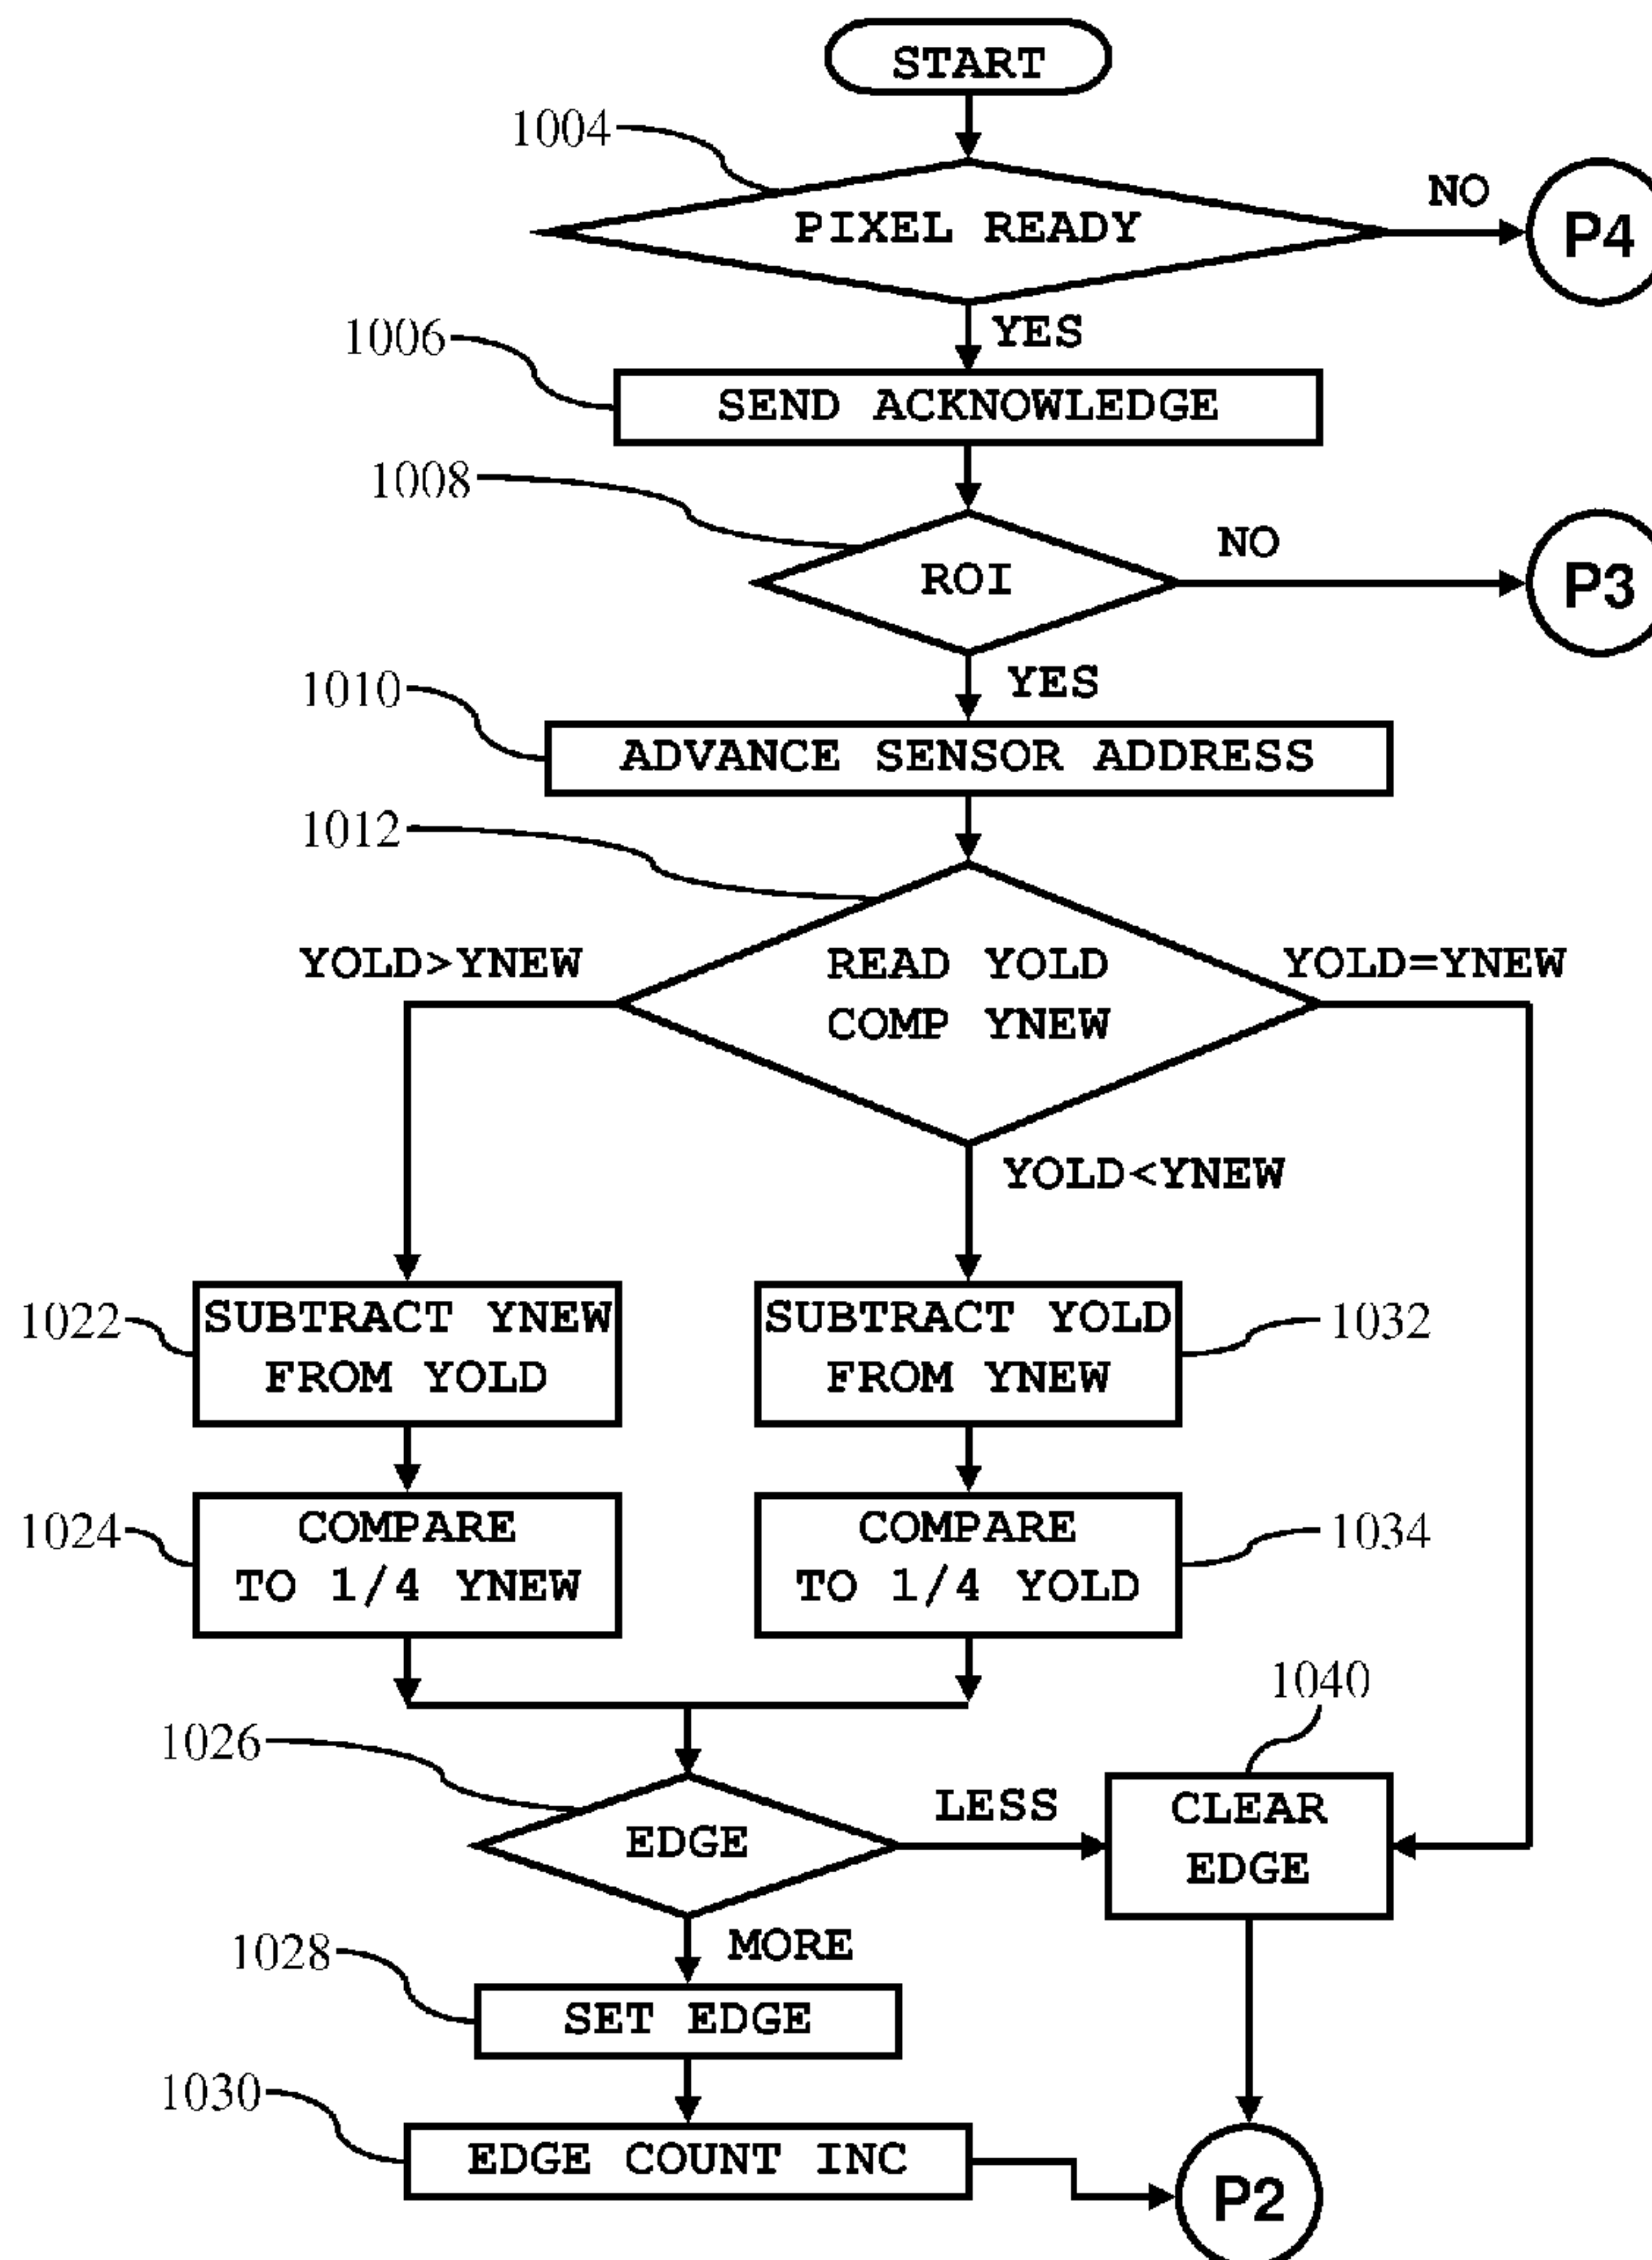 START
1004
PIXEL READY
NO
P4
YES
1006
SEND ACKNOWLEDGE
1008
ROI
NO
P3
YES
1010
ADVANCE SENSOR ADDRESS
1012
YOLD>YNEW
READ YOLD
COMP YNEW
YOLD=YNEW
YOLD<YNEW
1022
SUBTRACT YNEW
FROM YOLD
SUBTRACT YOLD
FROM YNEW
1032
1024
COMPARE
TO 1/4 YNEW
COMPARE
TO 1/4 YOLD
1034
1040
1026
EDGE
LESS
CLEAR
EDGE
MORE
1028
SET EDGE
1030
EDGE COUNT INC
P2